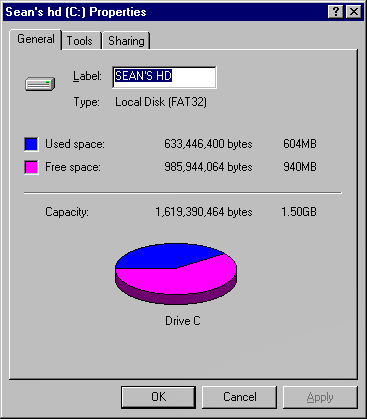 Sean's hd (C:) Properties
General Tools Sharing
Label: SEAN'S HD
Type: Local Disk (FAT32)
Used space: 633,446,400 bytes 604MB
Free space: 985,944,064 bytes 940MB
Capacity: 1,619,390,464 bytes 1.50GB
Drive C
OK Cancel Apply